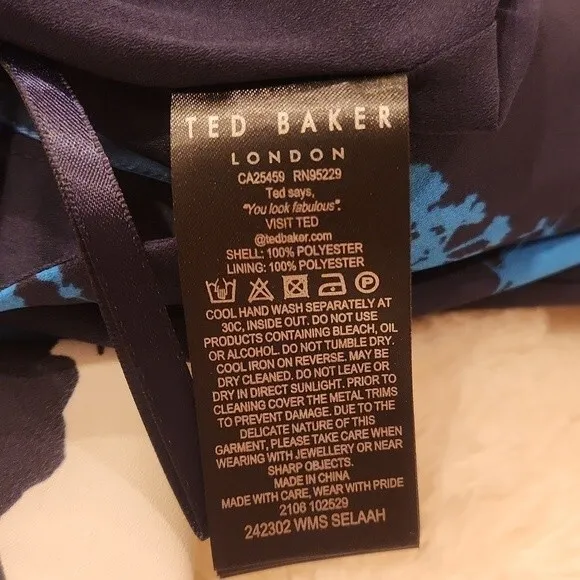 TED BAKER
LONDON
CA25459 RN95229
Ted says,
"You look fabulous".
VISIT TED
@tedbaker.com
SHELL: 100% POLYESTER
LINING: 100% POLYESTER
P
COOL HAND WASH SEPARATELY AT
30C, INSIDE OUT. DO NOT USE
PRODUCTS CONTAINING BLEACH, OIL
OR ALCOHOL. DO NOT TUMBLE DRY.
COOL IRON ON REVERSE. MAY BE
DRY CLEANED. DO NOT LEAVE OR
DRY IN DIRECT SUNLIGHT. PRIOR TO
CLEANING COVER THE METAL TRIMS
TO PREVENT DAMAGE. DUE TO THE
DELICATE NATURE OF THIS
GARMENT, PLEASE TAKE CARE WHEN
WEARING WITH JEWELLERY OR NEAR
SHARP OBJECTS.
MADE IN CHINA
MADE WITH CARE, WEAR WITH PRIDE
2106 102529
242302 WMS SELAAH